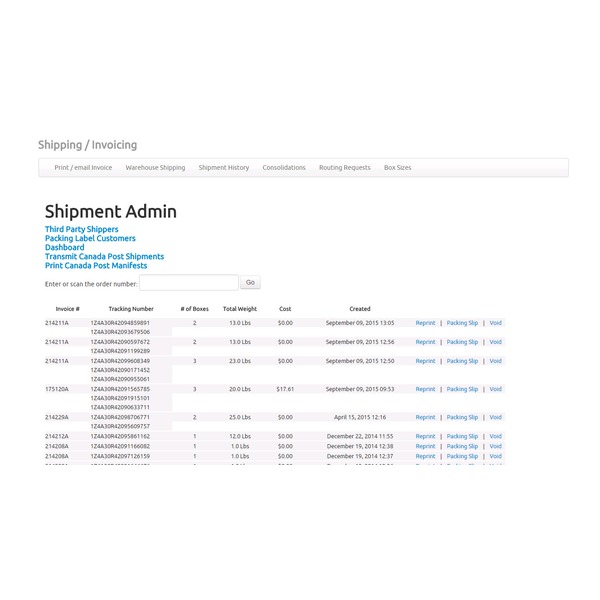 Shipping / Invoicing
Print / email Invoice Warehouse Shipping Shipment History Consolidations Routing Requests Box Sizes
Shipment Admin
Third Party Shippers
Packing Label Customers
Dashboard
Transmit Canada Post Shipments
Print Canada Post Manifests
Enter or scan the order number: Go
Invoice # Tracking Number # of Boxes Total Weight Cost Created
214211A 1Z4A30R42094859891 2 13.0 Lbs $0.00 September 09, 2015 13:05 Reprint | Packing Slip | Void
1Z4A30R42093679506
214211A 1Z4A30R42090597672 2 13.0 Lbs $0.00 September 09, 2015 12:56 Reprint | Packing Slip | Void
1Z4A30R42091199289
214211A 1Z4A30R42099608349 3 23.0 Lbs $0.00 September 09, 2015 12:50 Reprint | Packing Slip | Void
1Z4A30R42090171452
1Z4A30R42090955061
175120A 1Z4A30R42091565785 3 20.0 Lbs $17.61 September 09, 2015 09:53 Reprint | Packing Slip | Void
1Z4A30R42091915101
1Z4A30R42090633711
214229A 1Z4A30R42098706771 2 25.0 Lbs $0.00 April 15, 2015 12:16 Reprint | Packing Slip | Void
1Z4A30R42095609757
214212A 1Z4A30R42095861162 1 12.0 Lbs $0.00 December 22, 2014 11:55 Reprint | Packing Slip | Void
214208A 1Z4A30R42091166082 1 1.0 Lbs $0.00 December 19, 2014 12:38 Reprint | Packing Slip | Void
214208A 1Z4A30R42097126159 1 1.0 Lbs $0.00 December 19, 2014 12:37 Reprint | Packing Slip | Void